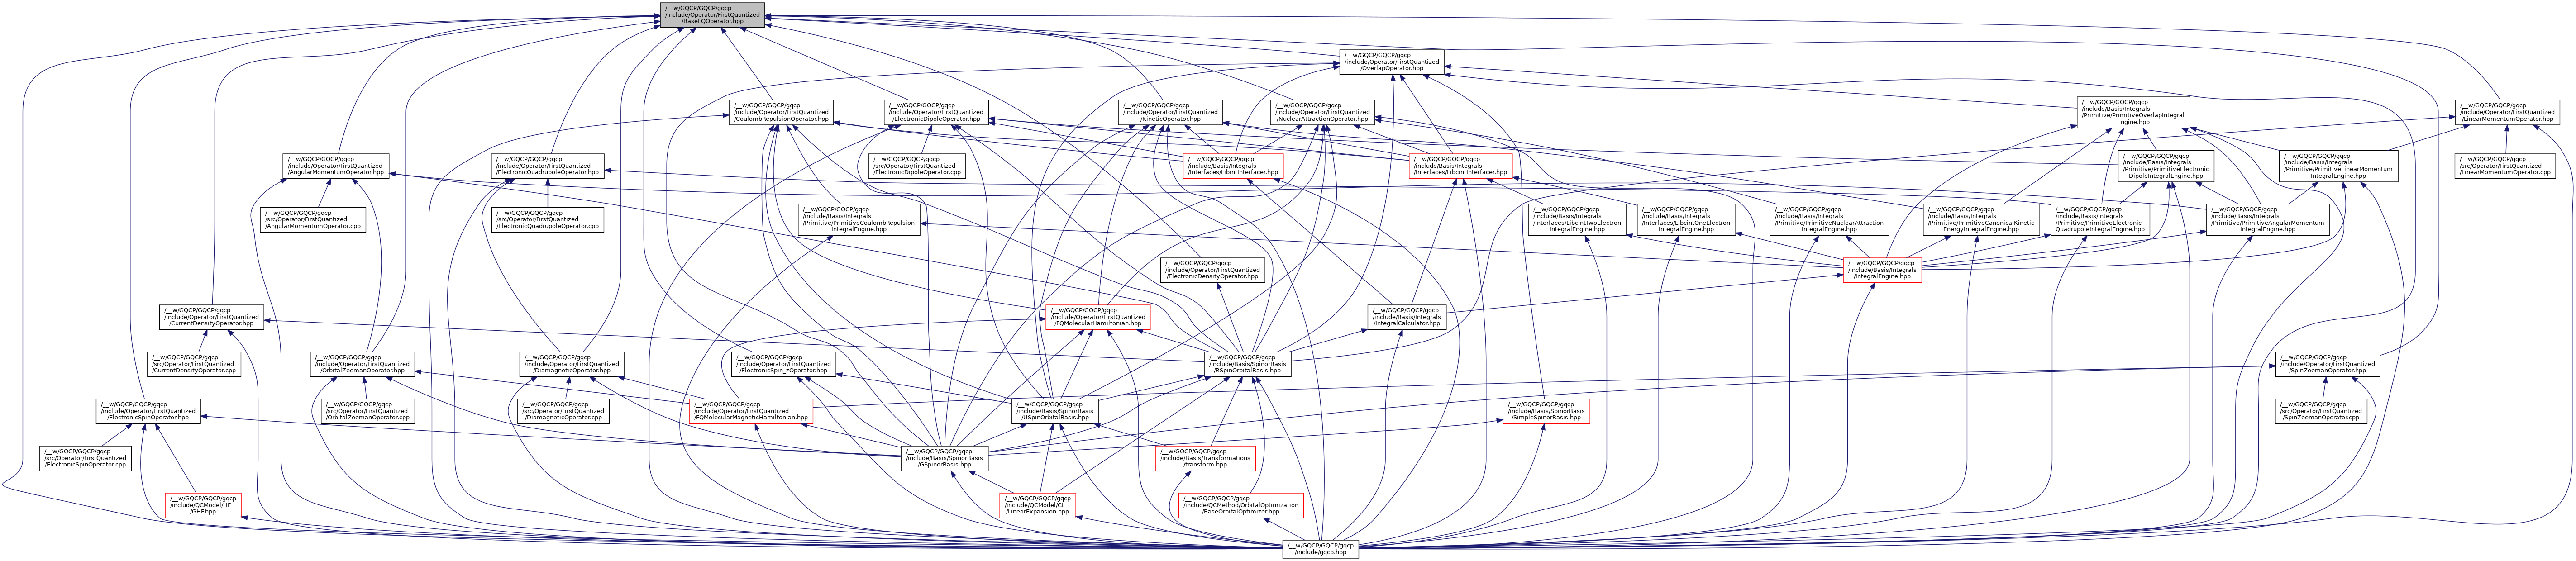 /__w/GQCP/GQCP/gqcp
/include/Operator/FirstQuantized
/BaseFQOperator.hpp
/__w/GQCP/GQCP/gqcp
/include/Operator/FirstQuantized
/OverlapOperator.hpp
/__w/GQCP/GQCP/gqcp
/include/Operator/FirstQuantized
/CoulombRepulsionOperator.hpp
/__w/GQCP/GQCP/gqcp
/include/Operator/FirstQuantized
/ElectronicDipoleOperator.hpp
/__w/GQCP/GQCP/gqcp
/include/Operator/FirstQuantized
/KineticOperator.hpp
/__w/GQCP/GQCP/gqcp
/include/Operator/FirstQuantized
/NuclearAttractionOperator.hpp
/__w/GQCP/GQCP/gqcp
/include/Basis/Integrals
/Primitive/PrimitiveOverlapIntegral
Engine.hpp
/__w/GQCP/GQCP/gqcp
/include/Operator/FirstQuantized
/LinearMomentumOperator.hpp
/__w/GQCP/GQCP/gqcp
/include/Operator/FirstQuantized
/AngularMomentumOperator.hpp
/__w/GQCP/GQCP/gqcp
/include/Operator/FirstQuantized
/ElectronicQuadrupoleOperator.hpp
/__w/GQCP/GQCP/gqcp
/src/Operator/FirstQuantized
/ElectronicDipoleOperator.cpp
/__w/GQCP/GQCP/gqcp
/include/Basis/Integrals
/Interfaces/LibintInterfacer.hpp
/__w/GQCP/GQCP/gqcp
/include/Basis/Integrals
/Interfaces/LibcintInterfacer.hpp
/__w/GQCP/GQCP/gqcp
/include/Basis/Integrals
/Primitive/PrimitiveElectronic
DipoleIntegralEngine.hpp
/__w/GQCP/GQCP/gqcp
/include/Basis/Integrals
/Primitive/PrimitiveLinearMomentum
IntegralEngine.hpp
/__w/GQCP/GQCP/gqcp
/src/Operator/FirstQuantized
/LinearMomentumOperator.cpp
/__w/GQCP/GQCP/gqcp
/src/Operator/FirstQuantized
/AngularMomentumOperator.cpp
/__w/GQCP/GQCP/gqcp
/src/Operator/FirstQuantized
/ElectronicQuadrupoleOperator.cpp
/__w/GQCP/GQCP/gqcp
/include/Basis/Integrals
/Primitive/PrimitiveCoulombRepulsion
IntegralEngine.hpp
/__w/GQCP/GQCP/gqcp
/include/Basis/Integrals
/Interfaces/LibcintTwoElectron
IntegralEngine.hpp
/__w/GQCP/GQCP/gqcp
/include/Basis/Integrals
/Interfaces/LibcintOneElectron
IntegralEngine.hpp
/__w/GQCP/GQCP/gqcp
/include/Basis/Integrals
/Primitive/PrimitiveNuclearAttraction
IntegralEngine.hpp
/__w/GQCP/GQCP/gqcp
/include/Basis/Integrals
/Primitive/PrimitiveCanonicalKinetic
EnergyIntegralEngine.hpp
/__w/GQCP/GQCP/gqcp
/include/Basis/Integrals
/Primitive/PrimitiveElectronic
QuadrupoleIntegralEngine.hpp
/__w/GQCP/GQCP/gqcp
/include/Basis/Integrals
/Primitive/PrimitiveAngularMomentum
IntegralEngine.hpp
/__w/GQCP/GQCP/gqcp
/include/Operator/FirstQuantized
/ElectronicDensityOperator.hpp
/__w/GQCP/GQCP/gqcp
/include/Basis/Integrals
/IntegralEngine.hpp
/__w/GQCP/GQCP/gqcp
/include/Operator/FirstQuantized
/CurrentDensityOperator.hpp
/__w/GQCP/GQCP/gqcp
/include/Operator/FirstQuantized
/FQMolecularHamiltonian.hpp
/__w/GQCP/GQCP/gqcp
/include/Basis/Integrals
/IntegralCalculator.hpp
/__w/GQCP/GQCP/gqcp
/src/Operator/FirstQuantized
/CurrentDensityOperator.cpp
/__w/GQCP/GQCP/gqcp
/include/Operator/FirstQuantized
/OrbitalZeemanOperator.hpp
/__w/GQCP/GQCP/gqcp
/include/Operator/FirstQuantized
/DiamagneticOperator.hpp
/__w/GQCP/GQCP/gqcp
/include/Operator/FirstQuantized
/ElectronicSpin_zOperator.hpp
/__w/GQCP/GQCP/gqcp
/include/Basis/SpinorBasis
/RSpinOrbitalBasis.hpp
/__w/GQCP/GQCP/gqcp
/include/Operator/FirstQuantized
/SpinZeemanOperator.hpp
/__w/GQCP/GQCP/gqcp
/include/Operator/FirstQuantized
/ElectronicSpinOperator.hpp
/__w/GQCP/GQCP/gqcp
/src/Operator/FirstQuantized
/OrbitalZeemanOperator.cpp
/__w/GQCP/GQCP/gqcp
/src/Operator/FirstQuantized
/DiamagneticOperator.cpp
/__w/GQCP/GQCP/gqcp
/include/Operator/FirstQuantized
/FQMolecularMagneticHamiltonian.hpp
/__w/GQCP/GQCP/gqcp
/include/Basis/SpinorBasis
/USpinOrbitalBasis.hpp
/__w/GQCP/GQCP/gqcp
/include/Basis/SpinorBasis
/SimpleSpinorBasis.hpp
/__w/GQCP/GQCP/gqcp
/src/Operator/FirstQuantized
/SpinZeemanOperator.cpp
/__w/GQCP/GQCP/gqcp
/src/Operator/FirstQuantized
/ElectronicSpinOperator.cpp
/__w/GQCP/GQCP/gqcp
/include/Basis/SpinorBasis
/GSpinorBasis.hpp
/__w/GQCP/GQCP/gqcp
/include/Basis/Transformations
/transform.hpp
/__w/GQCP/GQCP/gqcp
/include/QCModel/HF
/GHF.hpp
/__w/GQCP/GQCP/gqcp
/include/QCModel/CI
/LinearExpansion.hpp
/__w/GQCP/GQCP/gqcp
/include/QCMethod/OrbitalOptimization
/BaseOrbitalOptimizer.hpp
/__w/GQCP/GQCP/gqcp
/include/gqcp.hpp